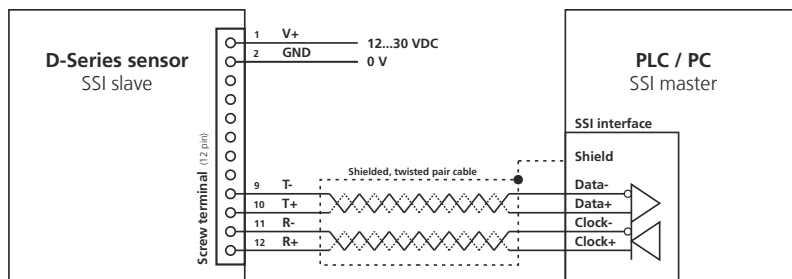 D-Series sensor
SSI slave
Screw terminal (12 pin)
1 V+ 12...30 VDC
2 GND 0 V
PLC / PC
SSI master
SSI interface
Shield
Shielded, twisted pair cable
9 T- Data-
10 T+ Data+
11 R- Clock-
12 R+ Clock+